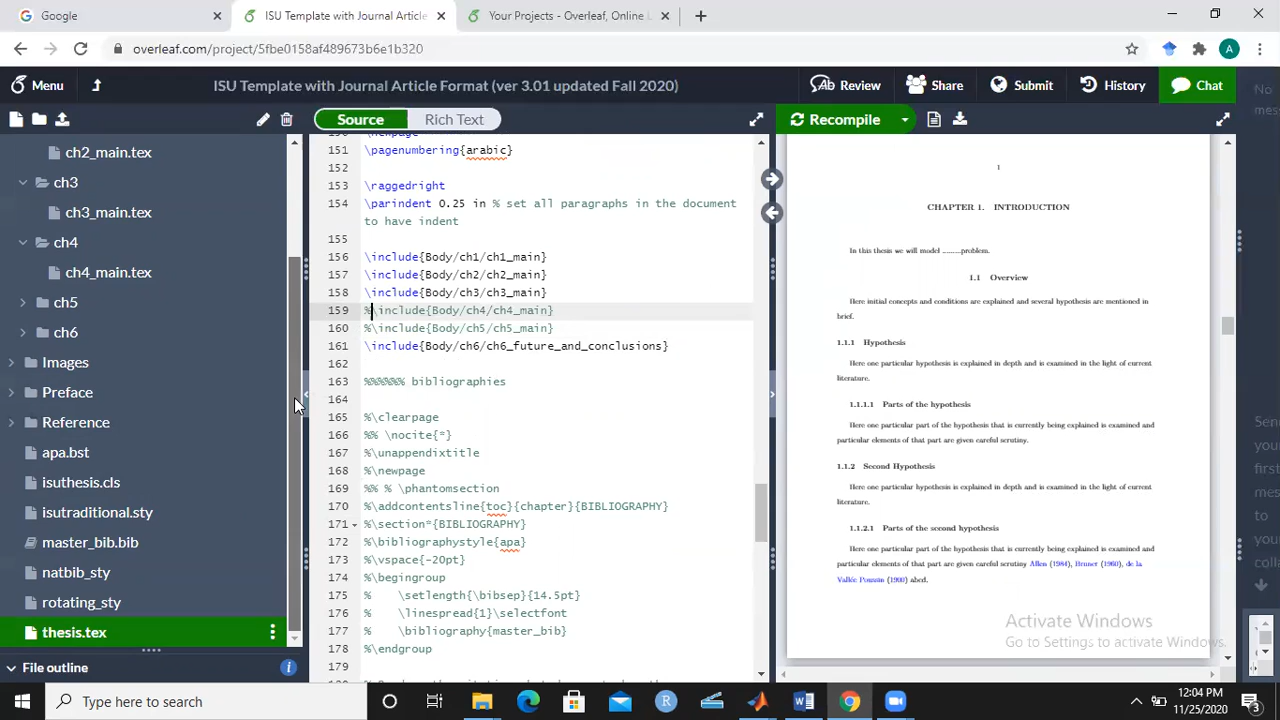 Google
ISU Template with Journal
ISU Thesis
Your Projects - Overleaf, Online L
overleaf.com/project/5fbe0158af489673b6e1b320
A
Menu
ISU Template with Journal Article Format (ver 3.01 updated Fall 2020)
Review
Share
Submit
History
Chat
Source
Rich Text
Recompile
ch2_main.tex
ch3
ch3_main.tex
ch4
ch4_main.tex
ch5
ch6
Images
Preface
Reference
apa.bst
isuthesis.cls
isutraditional.sty
master_bib.bib
natbib_sty
rotating_sty
thesis.tex
File outline
150 \newpage
151 \pagenumbering{arabic}
152
153 \raggedright
154 \parindent 0.25 in % set all paragraphs in the document
to have indent
155
156 \include{Body/ch1/ch1_main}
157 \include{Body/ch2/ch2_main}
158 \include{Body/ch3/ch3_main}
159 %\include{Body/ch4/ch4_main}
160 %\include{Body/ch5/ch5_main}
161 \include{Body/ch6/ch6_future_and_conclusions}
162
163 %%%%%% bibliographies
164
165 %\clearpage
166 %% \nocite{*}
167 %\unappendixtitle
168 %\newpage
169 %% % \phantomsection
170 %\addcontentsline{toc}{chapter}{BIBLIOGRAPHY}
171 %\section*{BIBLIOGRAPHY}
172 %\bibliographystyle{apa}
173 %\vspace{-20pt}
174 %\begingroup
175 % \setlength{\bibsep}{14.5pt}
176 % \linespread{1}\selectfont
177 % \bibliography{master_bib}
178 %\endgroup
179
1
CHAPTER 1. INTRODUCTION
In this thesis we will model .........problem.
1.1 Overview
Here initial concepts and conditions are explained and several hypothesis are mentioned in
brief.
1.1.1 Hypothesis
Here one particular hypothesis is explained in depth and is examined in the light of current
literature.
1.1.1.1 Parts of the hypothesis
Here one particular part of the hypothesis that is currently being explained is examined and
particular elements of that part are given careful scrutiny.
1.1.2 Second Hypothesis
Here one particular hypothesis is explained in depth and is examined in the light of current
literature.
1.1.2.1 Parts of the second hypothesis
Here one particular part of the hypothesis that is currently being explained is examined and
particular elements of that part are given careful scrutiny Allen (1984), Bruner (1960), de la
Vallée Poussin (1900) abcd.
Activate Windows
Go to Settings to activate Windows.
No me
Send
your
Type here to search
12:04 PM
11/25/2020
3